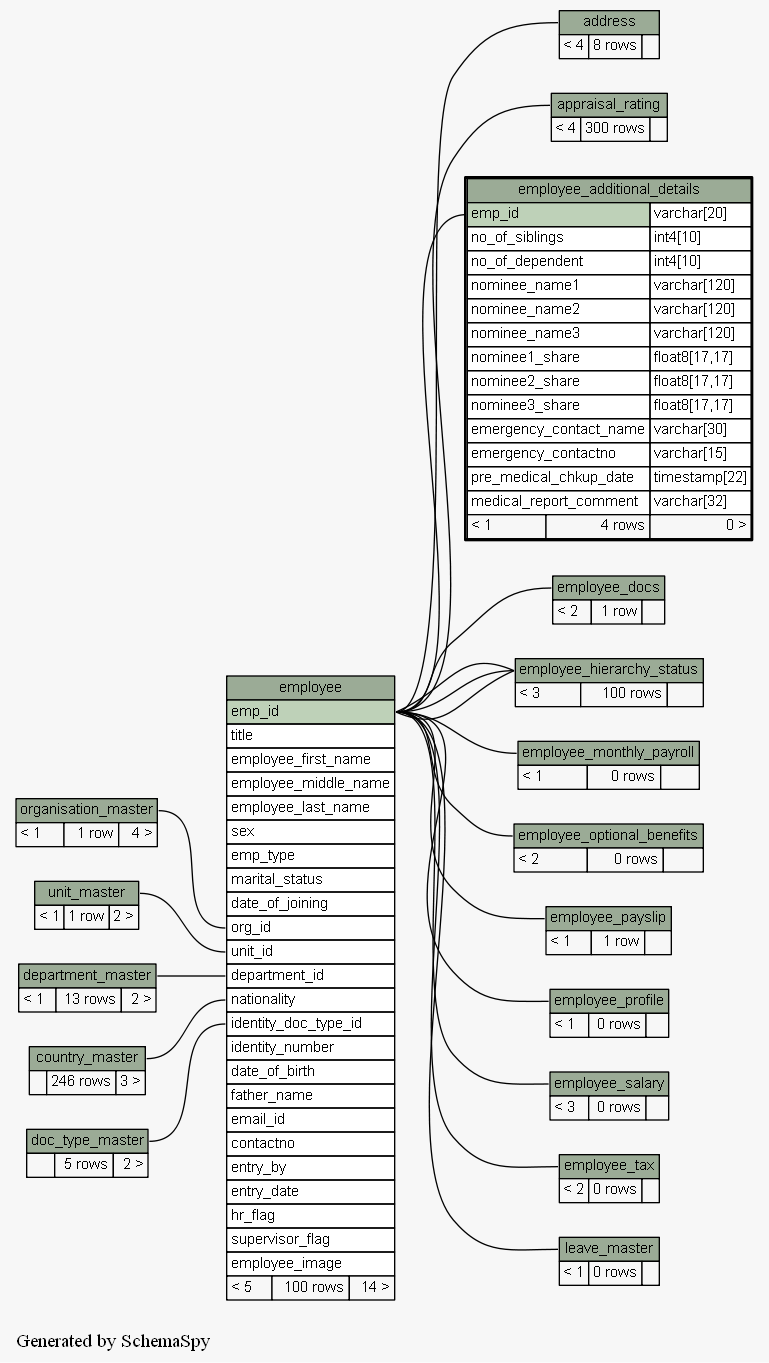 address
< 4 8 rows
appraisal_rating
< 4 300 rows
employee_additional_details
emp_id varchar[20]
no_of_siblings int4[10]
no_of_dependent int4[10]
nominee_name1 varchar[120]
nominee_name2 varchar[120]
nominee_name3 varchar[120]
nominee1_share float8[17,17]
nominee2_share float8[17,17]
nominee3_share float8[17,17]
emergency_contact_name varchar[30]
emergency_contactno varchar[15]
pre_medical_chkup_date timestamp[22]
medical_report_comment varchar[32]
< 1 4 rows 0 >
employee_docs
< 2 1 row
employee_hierarchy_status
< 3 100 rows
employee_monthly_payroll
< 1 0 rows
employee_optional_benefits
< 2 0 rows
employee_payslip
< 1 1 row
employee_profile
< 1 0 rows
employee_salary
< 3 0 rows
employee_tax
< 2 0 rows
leave_master
< 1 0 rows
employee
emp_id
title
employee_first_name
employee_middle_name
employee_last_name
sex
emp_type
marital_status
date_of_joining
org_id
unit_id
department_id
nationality
identity_doc_type_id
identity_number
date_of_birth
father_name
email_id
contactno
entry_by
entry_date
hr_flag
supervisor_flag
employee_image
< 5 100 rows 14 >
organisation_master
< 1 1 row 4 >
unit_master
< 1 1 row 2 >
department_master
< 1 13 rows 2 >
country_master
246 rows 3 >
doc_type_master
5 rows 2 >
Generated by SchemaSpy